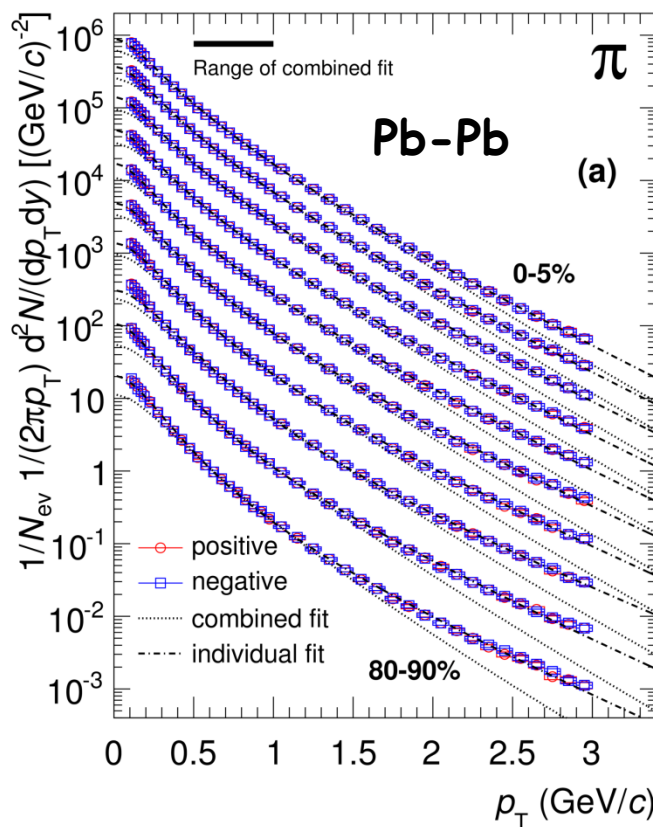 1/N_ev 1/(2πp_T) d²N/(dp_T dy) [(GeV/c)⁻²]
10⁶
10⁵
10⁴
10³
10²
10
1
10⁻¹
10⁻²
10⁻³
Range of combined fit
π
Pb-Pb
(a)
0-5%
positive
negative
combined fit
individual fit
80-90%
0 0.5 1 1.5 2 2.5 3
p_T (GeV/c)